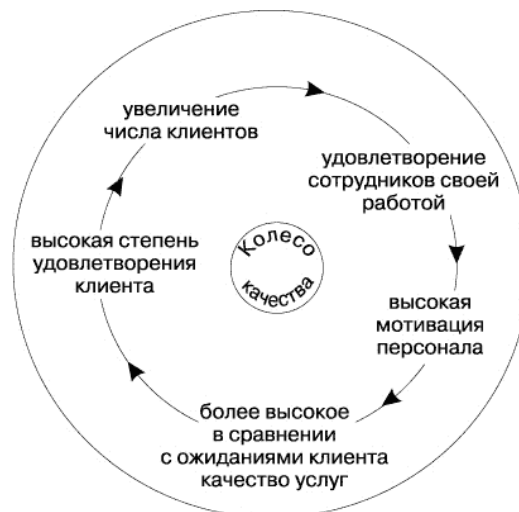 увеличение
числа клиентов
удовлетворение
сотрудников своей
работой
высокая степень
удовлетворения
клиента
Колесо
качества
высокая
мотивация
персонала
более высокое
в сравнении
с ожиданиями клиента
качество услуг